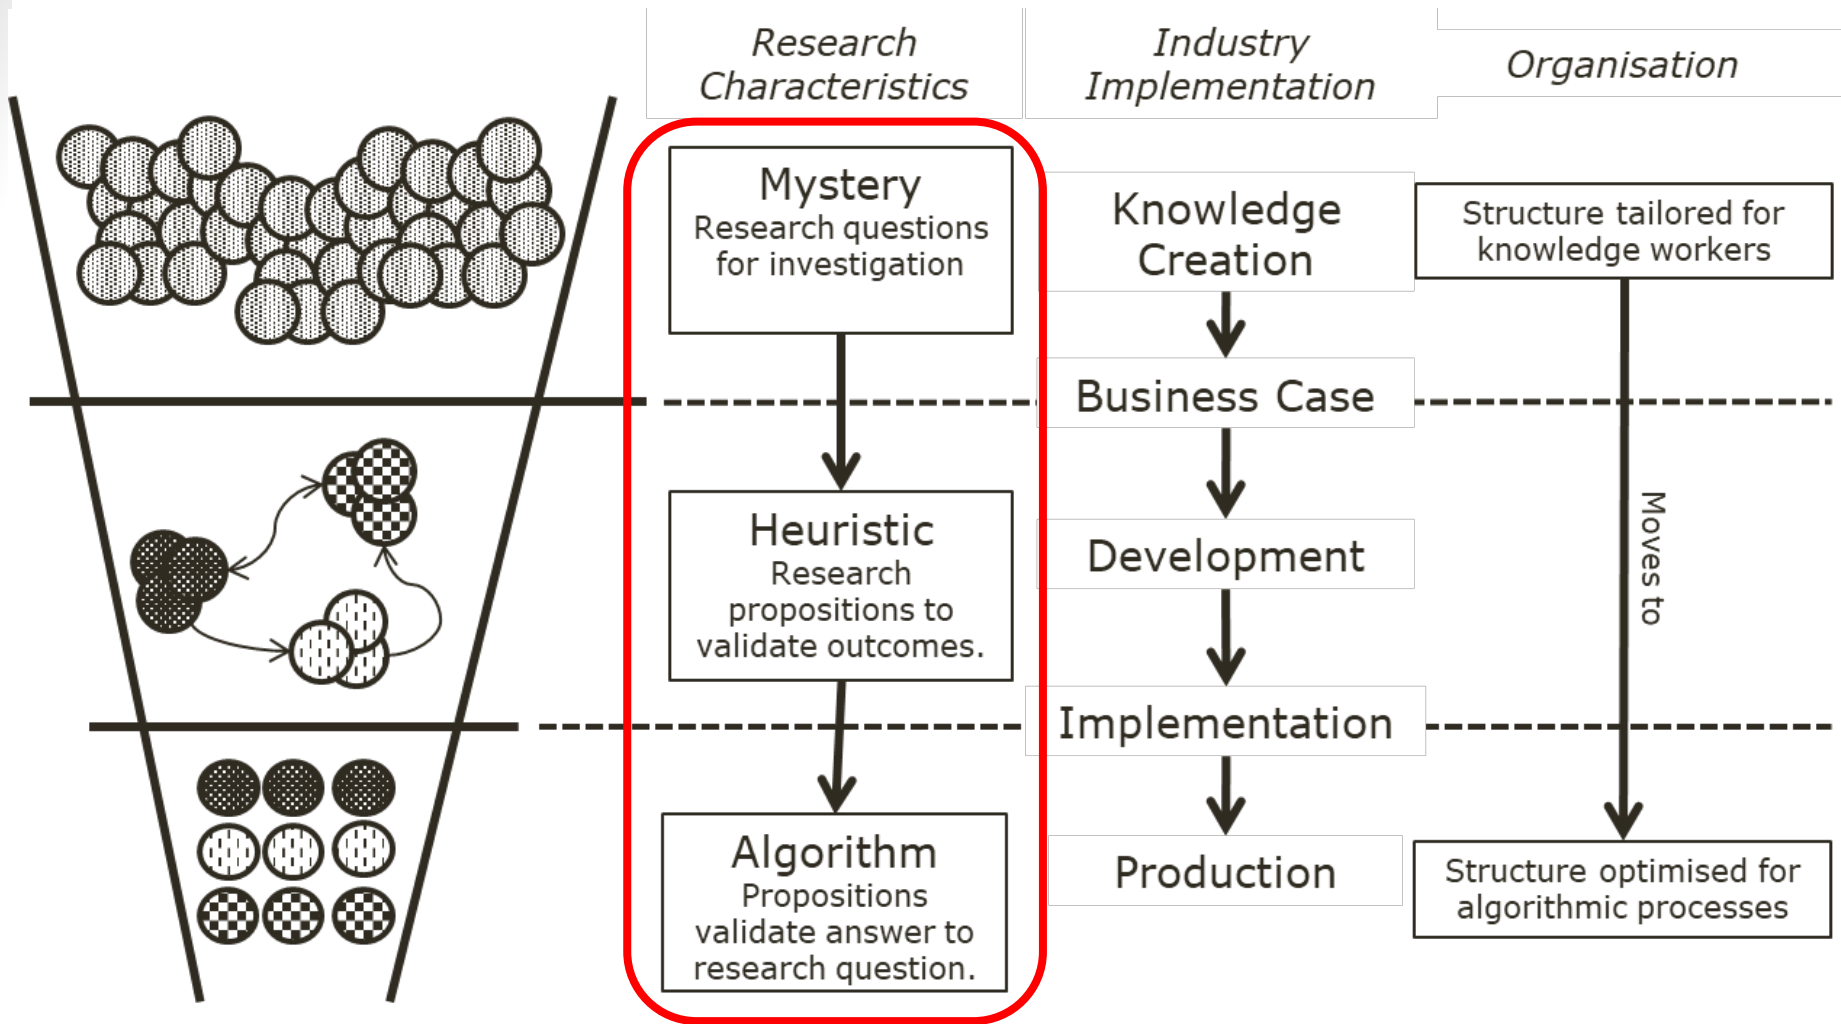 Research
Characteristics
Industry
Implementation
Organisation
Mystery
Research questions
for investigation
Heuristic
Research
propositions to
validate outcomes.
Algorithm
Propositions
validate answer to
research question.
Knowledge
Creation
Business Case
Development
Implementation
Production
Structure tailored for
knowledge workers
Moves to
Structure optimised for
algorithmic processes